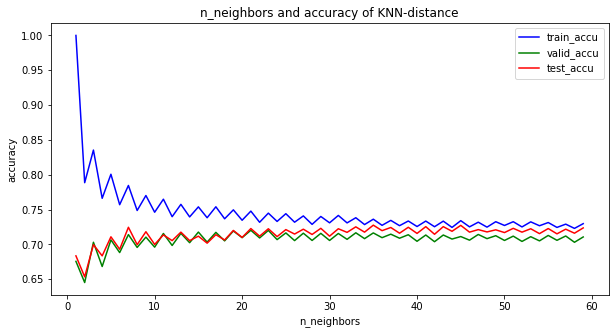 n_neighbors and accuracy of KNN-distance
train_accu
valid_accu
test_accu
1.00
0.95
0.90
0.85
0.80
0.75
0.70
0.65
accuracy
0 10 20 30 40 50 60
n_neighbors